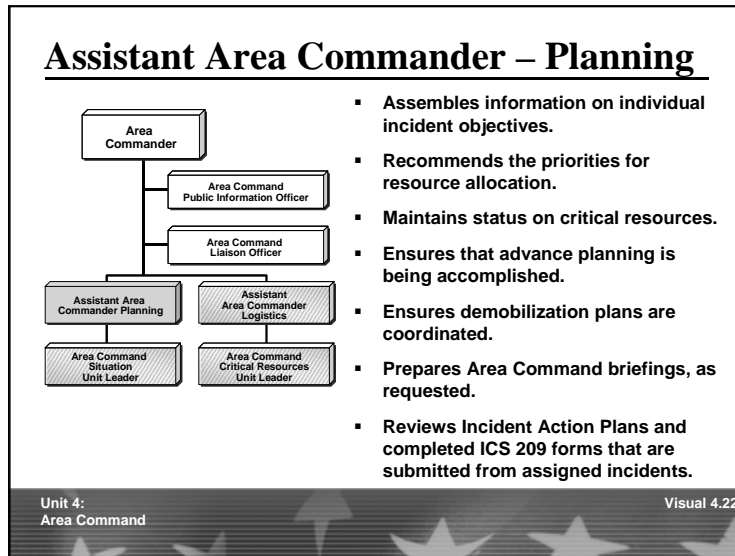 Assistant Area Commander – Planning
Area
Commander
Area Command
Public Information Officer
Area Command
Liaison Officer
Assistant Area
Commander Planning
Assistant
Area Commander
Logistics
Area Command
Situation
Unit Leader
Area Command
Critical Resources
Unit Leader
▪ Assembles information on individual
incident objectives.
▪ Recommends the priorities for
resource allocation.
▪ Maintains status on critical resources.
▪ Ensures that advance planning is
being accomplished.
▪ Ensures demobilization plans are
coordinated.
▪ Prepares Area Command briefings, as
requested.
▪ Reviews Incident Action Plans and
completed ICS 209 forms that are
submitted from assigned incidents.
Unit 4:
Area Command
Visual 4.22